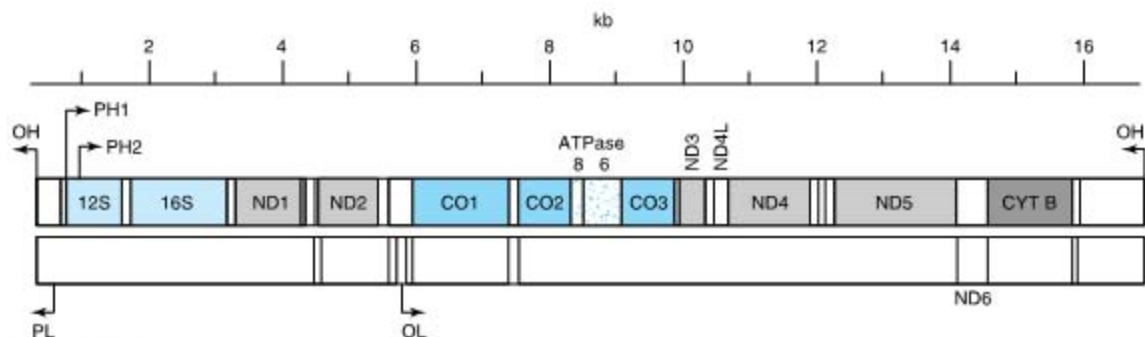 kb
2 4 6 8 10 12 14 16
PH1
OH PH2 ATPase ND3 ND4L OH
8 6
12S 16S ND1 ND2 CO1 CO2 CO3 ND4 ND5 CYT B
ND6
PL OL